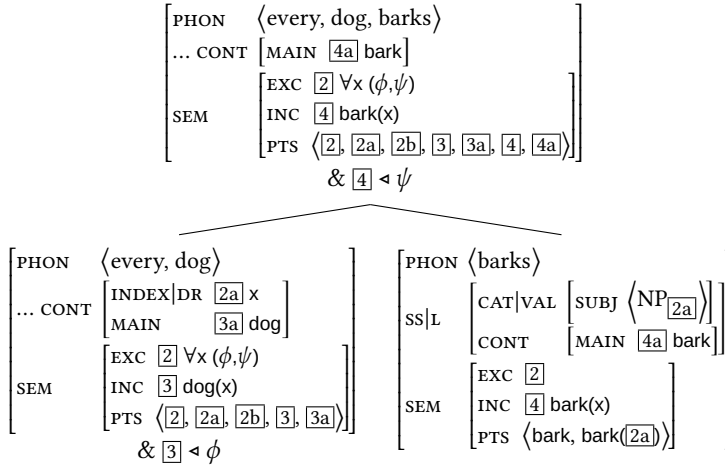 PHON ⟨every, dog, barks⟩
... CONT [MAIN 4a bark]
EXC 2 ∀x (ϕ,ψ)
SEM INC 4 bark(x)
PTS ⟨2, 2a, 2b, 3, 3a, 4, 4a⟩
& 4 ◃ ψ
PHON ⟨every, dog⟩
... CONT INDEX|DR 2a x
MAIN 3a dog
EXC 2 ∀x (ϕ,ψ)
SEM INC 3 dog(x)
PTS ⟨2, 2a, 2b, 3, 3a⟩
& 3 ◃ ϕ
PHON ⟨barks⟩
SS|L CAT|VAL [SUBJ ⟨NP 2a⟩]
CONT [MAIN 4a bark]
EXC 2
SEM INC 4 bark(x)
PTS ⟨bark, bark(2a)⟩